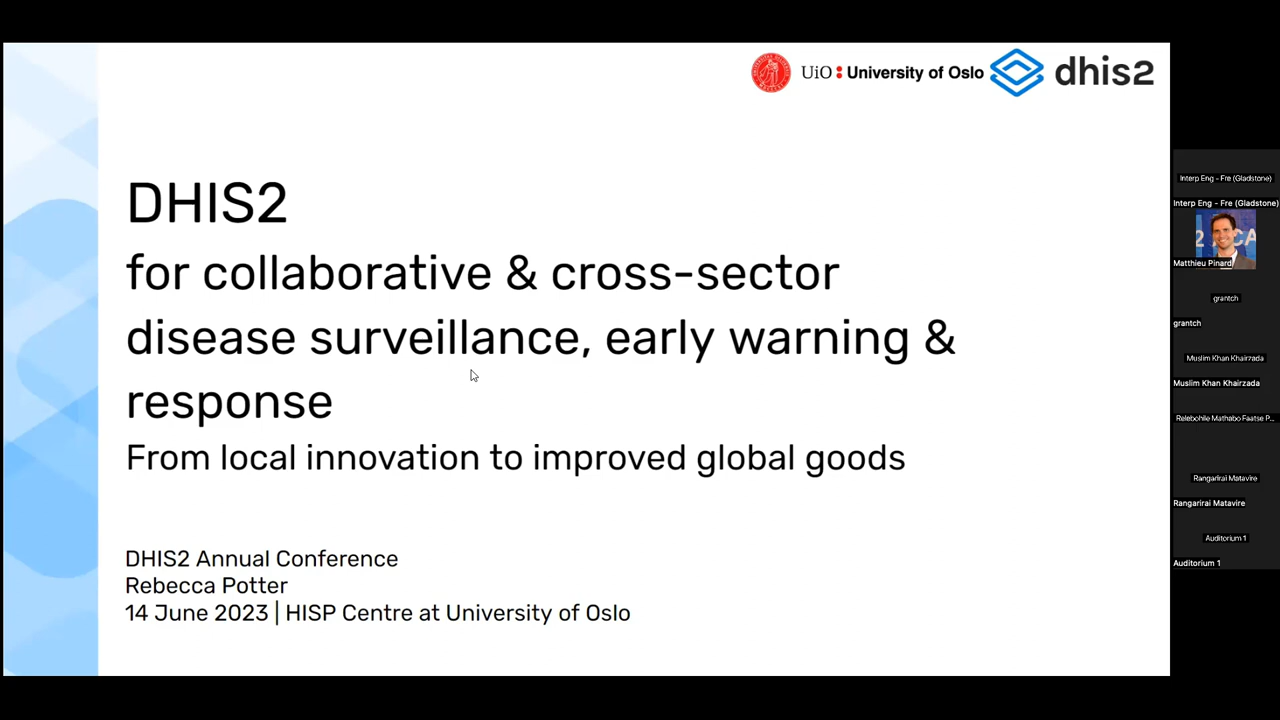 UiO : University of Oslo
dhis2
DHIS2
for collaborative & cross-sector
disease surveillance, early warning &
response
From local innovation to improved global goods
DHIS2 Annual Conference
Rebecca Potter
14 June 2023 | HISP Centre at University of Oslo
Interp Eng - Fre (Gladstone)
Interp Eng - Fre (Gladstone)
2 ACA
Matthieu Pinard
grantch
grantch
Muslim Khan Khairzada
Muslim Khan Khairzada
Relebohile Mathabo Faatse P...
Rangarirai Matavire
Rangarirai Matavire
Auditorium 1
Auditorium 1